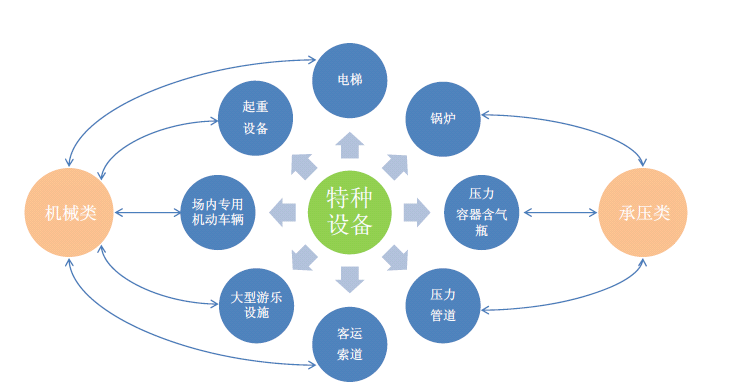 电梯
起重
设备
锅炉
机械类
场内专用
机动车辆
特种
设备
压力
容器含气
瓶
承压类
大型游乐
设施
压力
管道
客运
索道